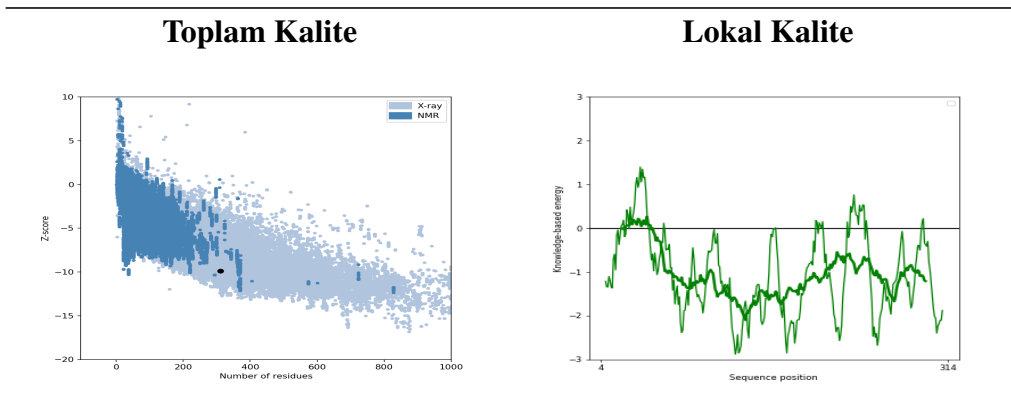 Toplam Kalite
Lokal Kalite
10
5
0
−5
−10
−15
−20
Z-score
0
200
400
600
800
1000
Number of residues
X-ray
NMR
3
2
1
0
−1
−2
−3
Knowledge-based energy
4
314
Sequence position